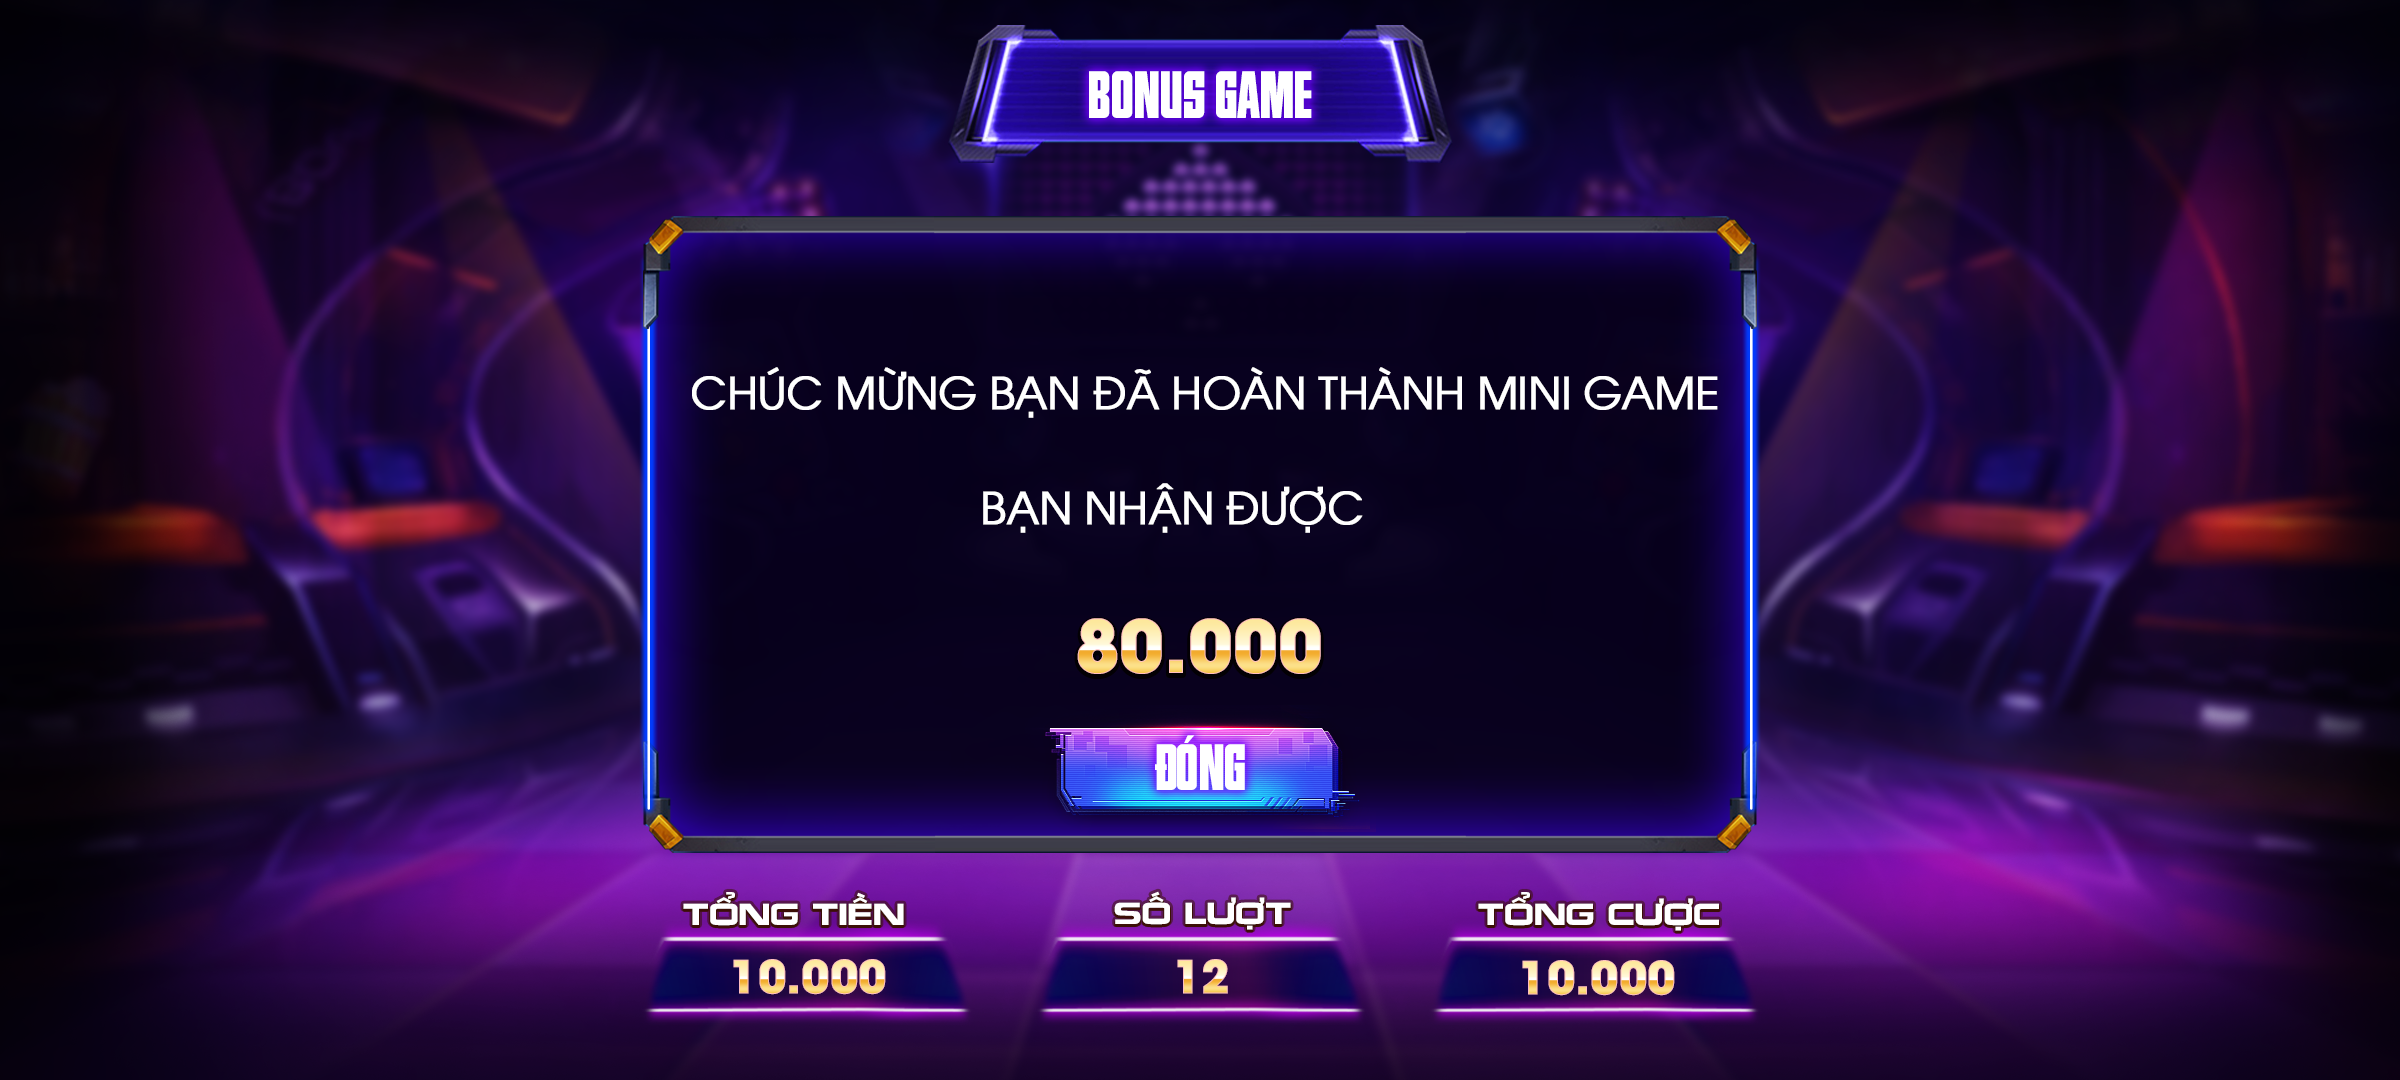 BONUS GAME
CHÚC MỪNG BẠN ĐÃ HOÀN THÀNH MINI GAME
BẠN NHẬN ĐƯỢC
80.000
ĐÓNG
TỔNG TIỀN
SỐ LƯỢT
TỔNG CƯỢC
10.000
12
10.000